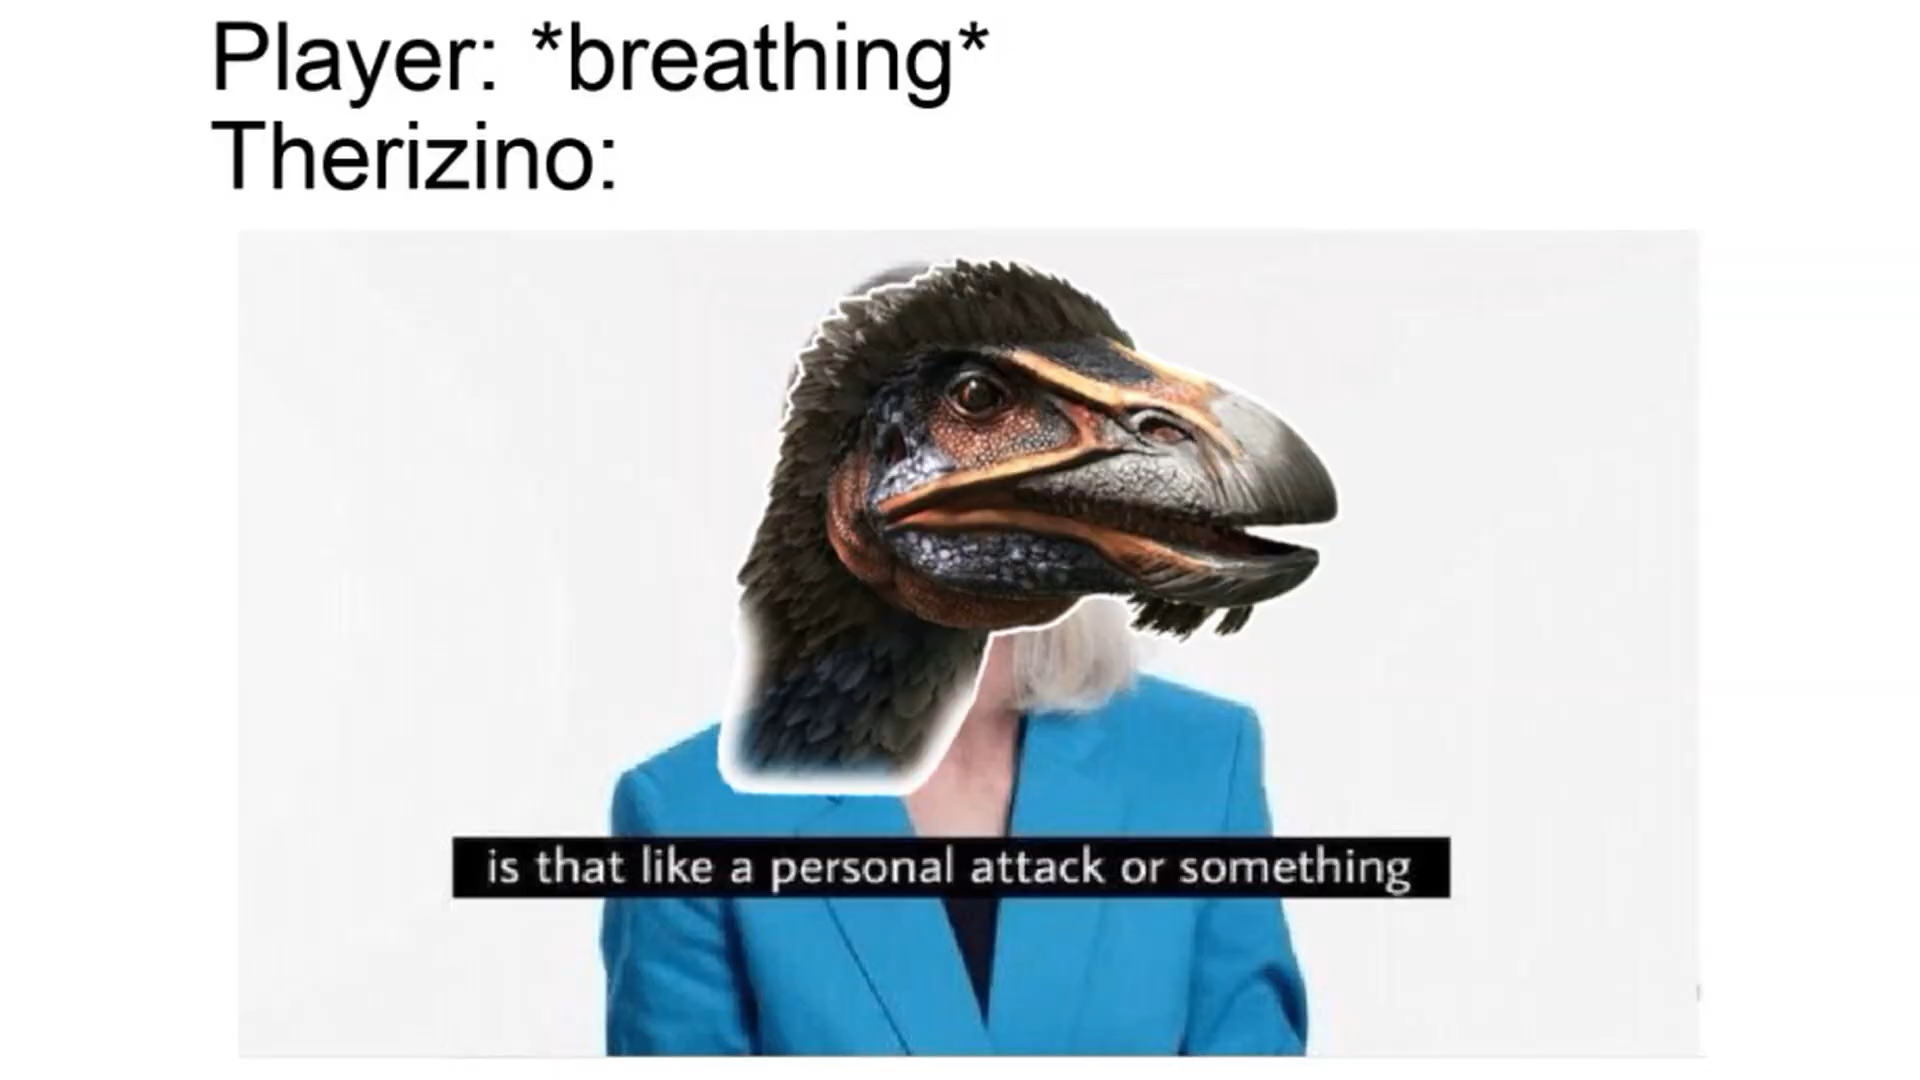 Player: *breathing*
Therizino:
is that like a personal attack or something